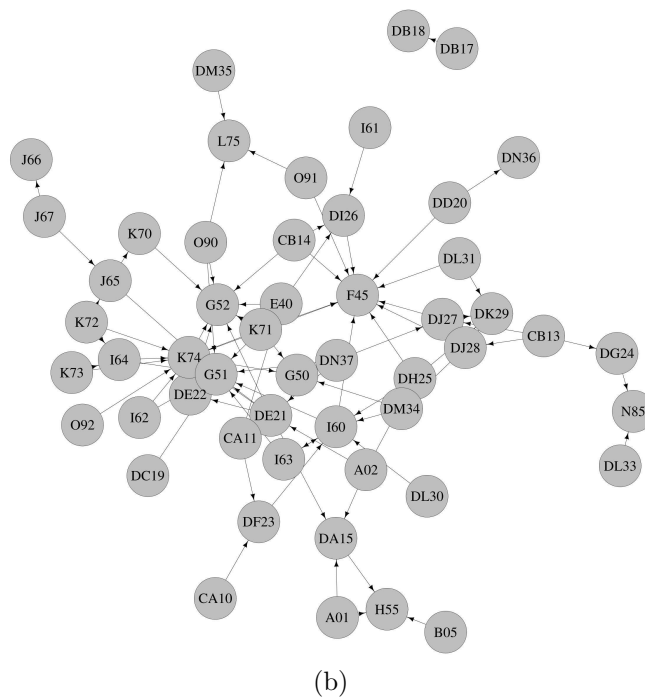 DB18
DB17
DM35
I61
L75
DN36
J66
O91
DD20
J67
DI26
K70
O90
CB14
DL31
J65
F45
G52
E40
DK29
K72
DJ27
K71
CB13
DJ28
K74
DG24
I64
DN37
K73
G51
G50
DH25
DE22
DM34
N85
I62
DE21
O92
I60
CA11
I63
DL33
A02
DC19
DL30
DF23
DA15
CA10
H55
A01
B05
(b)